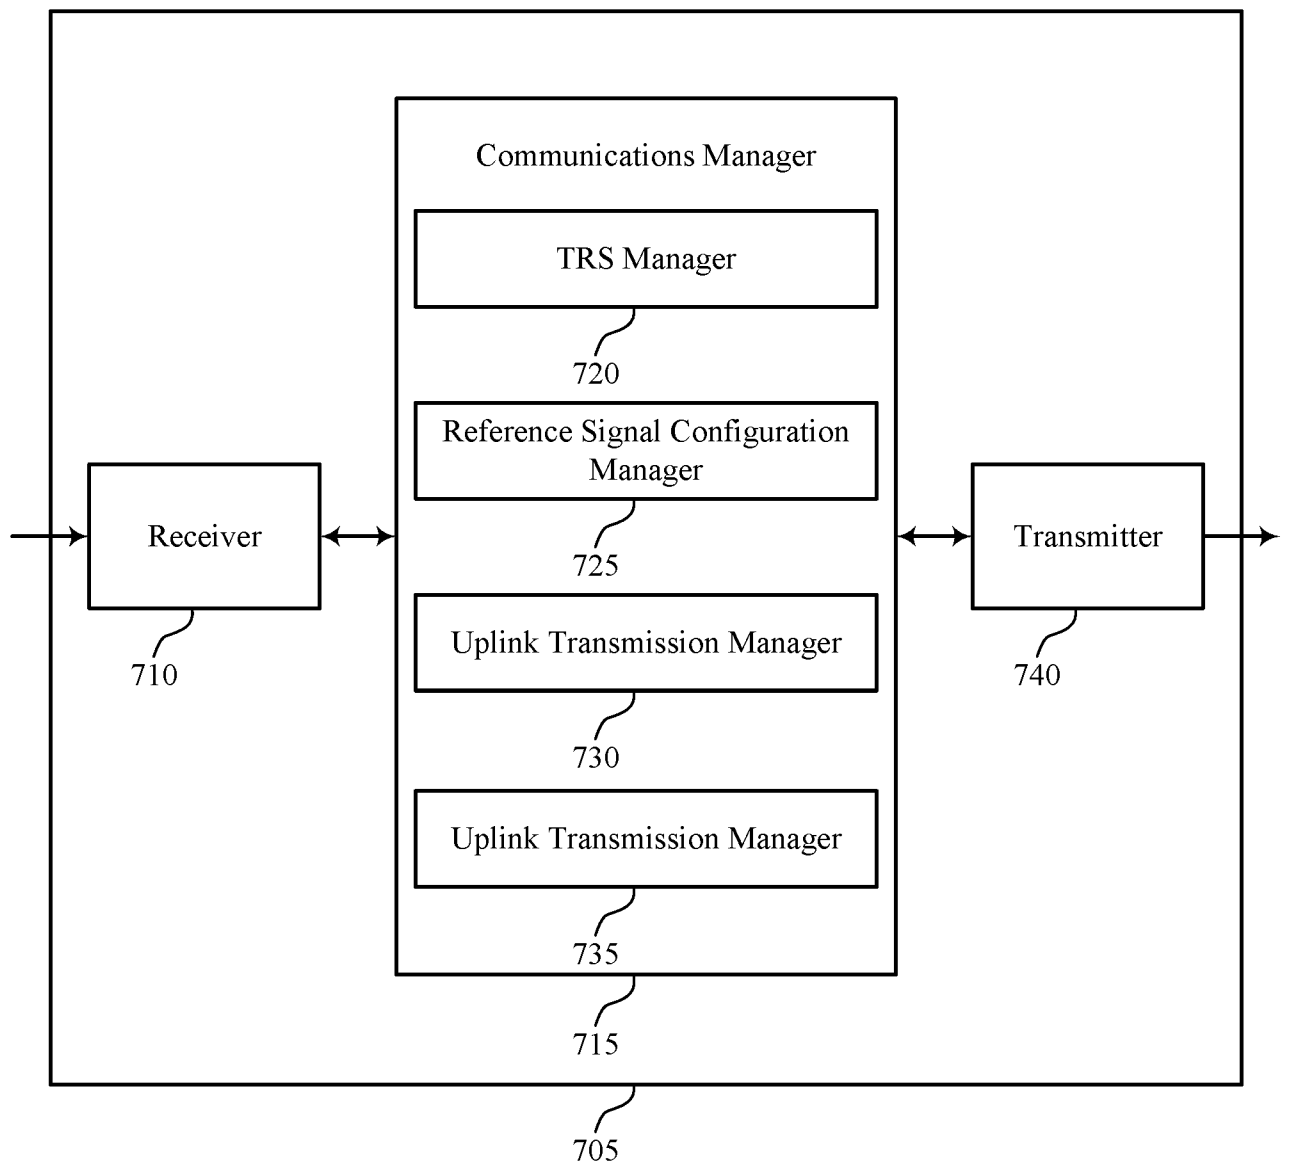 Communications Manager
TRS Manager
720
Reference Signal Configuration
Manager
725
Receiver
710
Transmitter
740
Uplink Transmission Manager
730
Uplink Transmission Manager
735
715
705